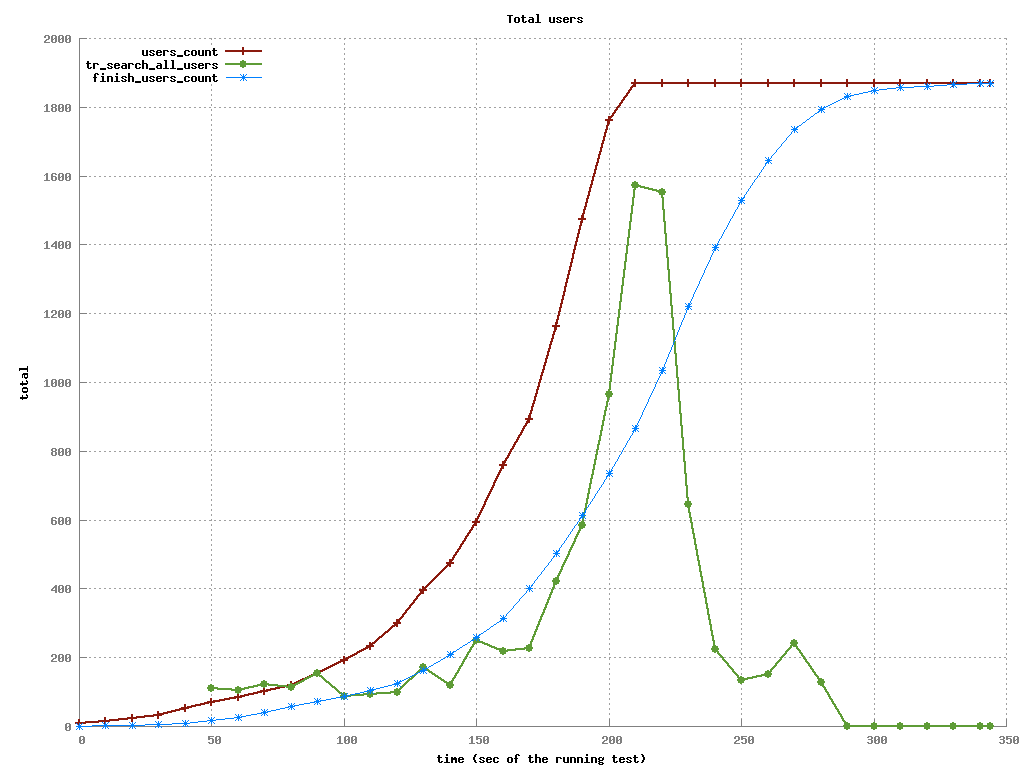 Total users
users_count
tr_search_all_users
finish_users_count
2000
1800
1600
1400
1200
1000
800
600
400
200
0
total
0 50 100 150 200 250 300 350
time (sec of the running test)